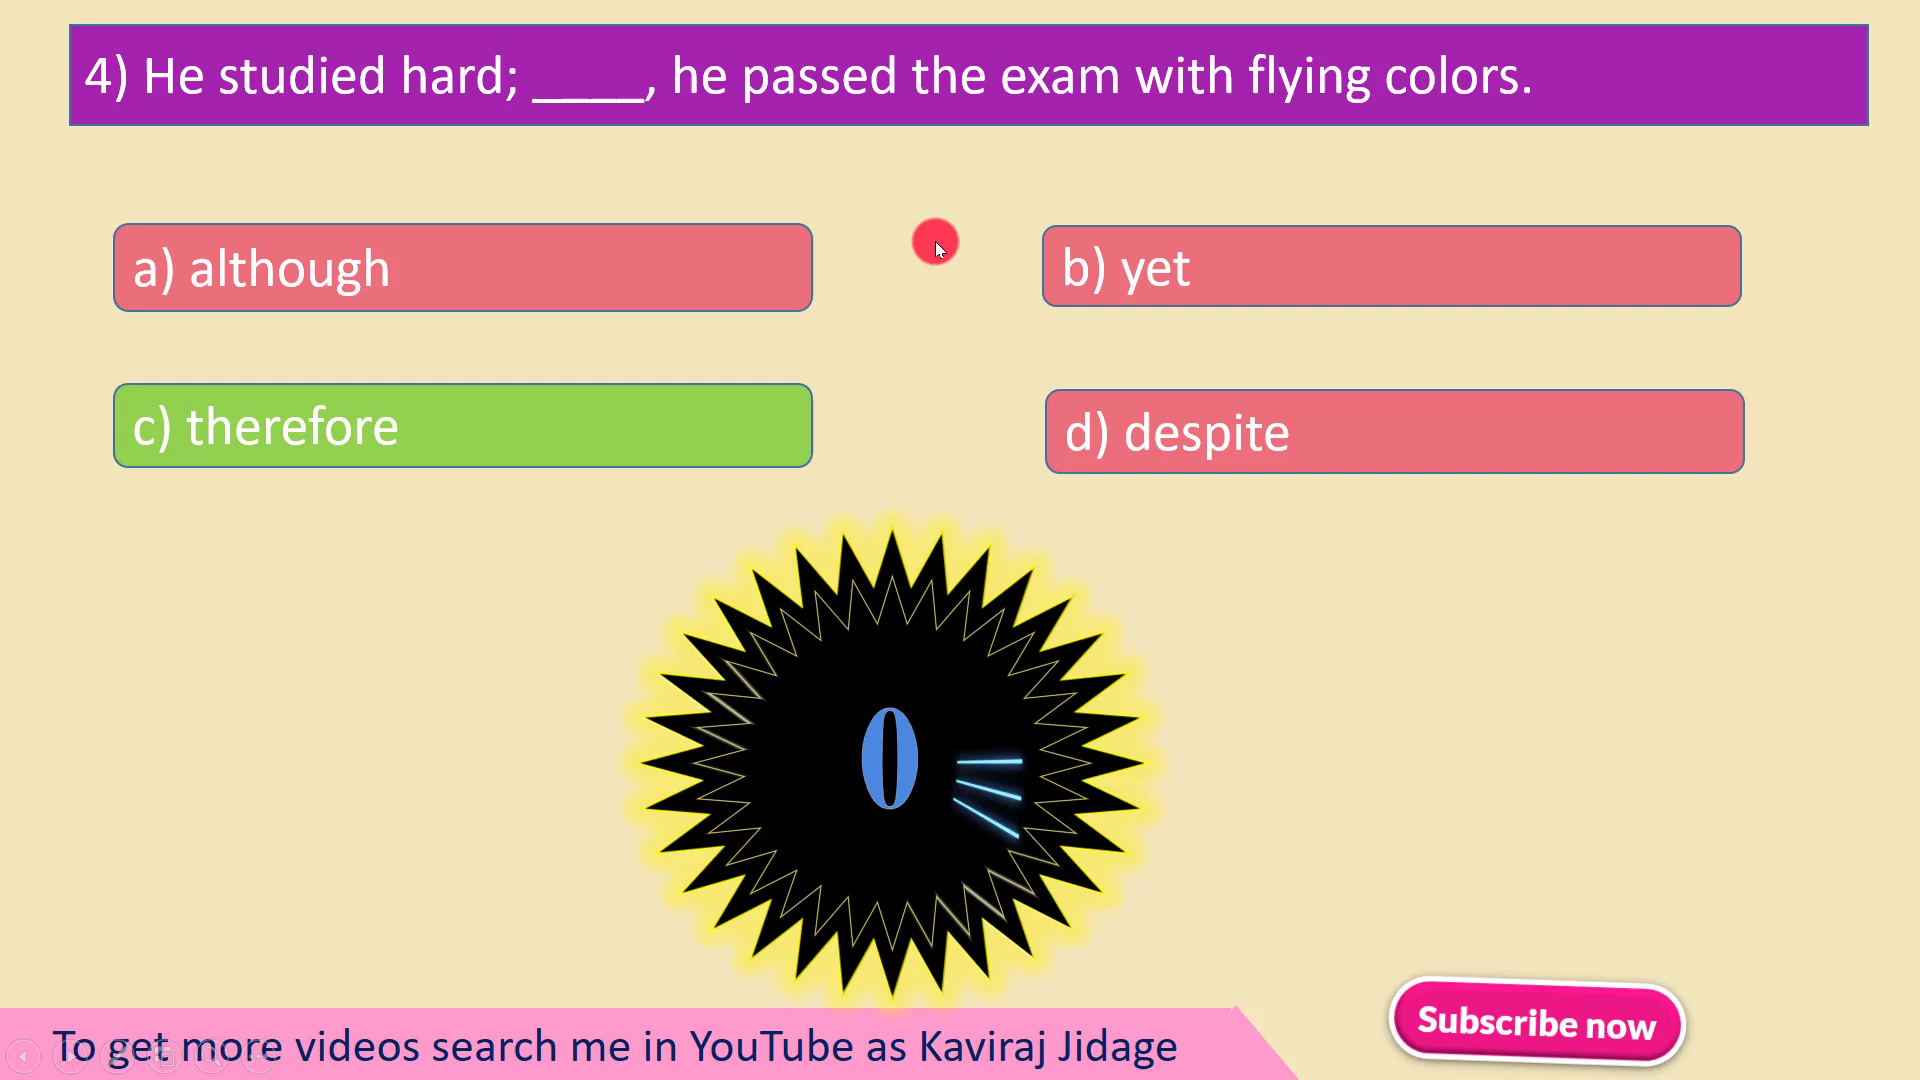 4) He studied hard; ____, he passed the exam with flying colors.
a) although
b) yet
c) therefore
d) despite
0
To get more videos search me in YouTube as Kaviraj Jidage
Subscribe now